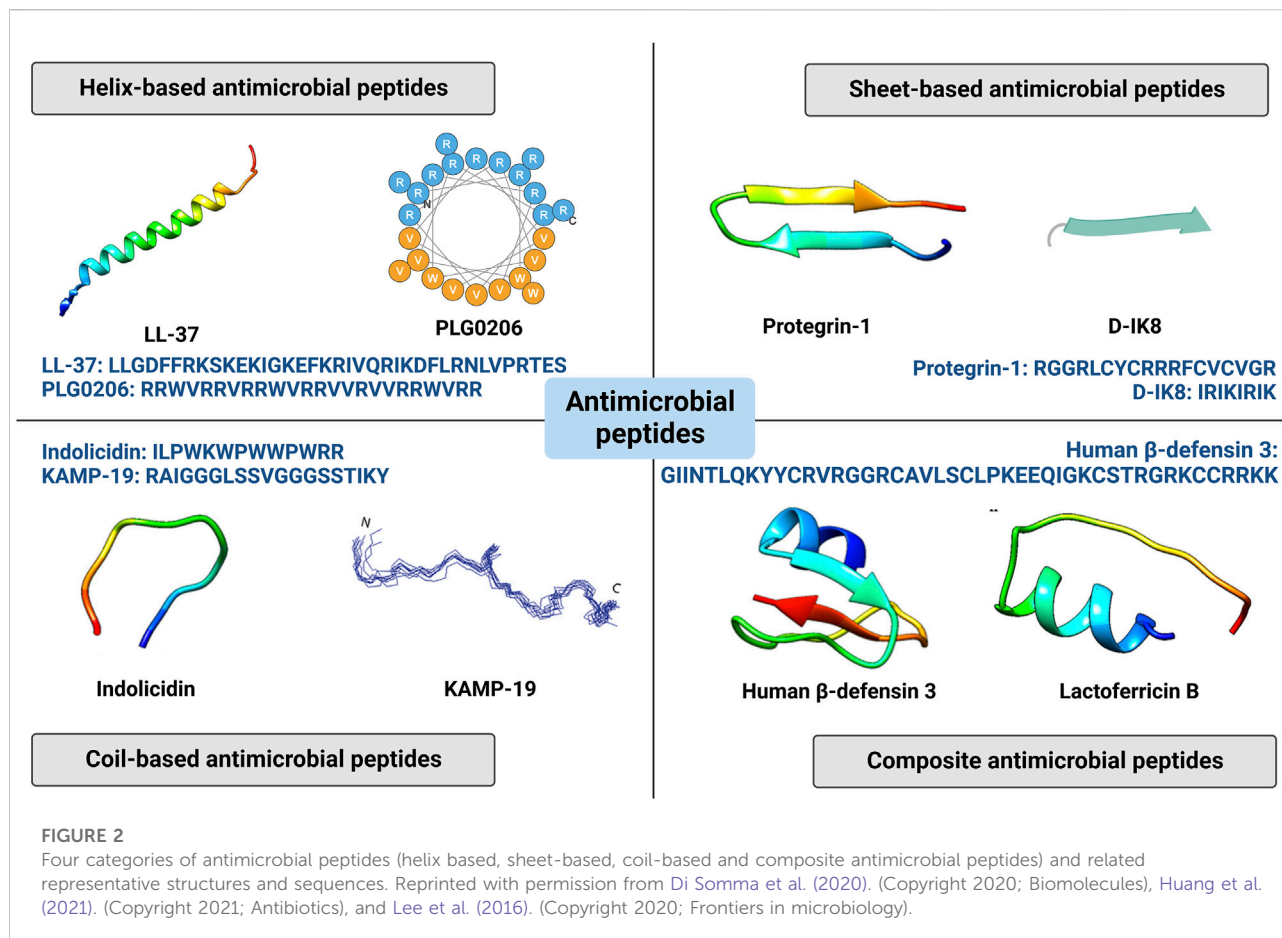 Helix-based antimicrobial peptides
Sheet-based antimicrobial peptides
R
R
R
R
R
R
R
R
R
R
R
R
R
N
R
R
C
V
V
V
V
V
W
V
V
V
W
W
LL-37
PLG0206
Protegrin-1
D-IK8
LL-37: LLGDFFRKSKEKIGKEFKRIVQRIKDFLRNLVPRTES
PLG0206: RRWVRRVRRWVRRVVRVVRRWVRR
Protegrin-1: RGGRLCYCRRRFCVCVGR
D-IK8: IRIKIRIK
Antimicrobial
peptides
Indolicidin: ILPWKWPWWPWRR
KAMP-19: RAIGGGLSSVGGGSSTIKY
Human β-defensin 3:
GIINTLQKYYCRVRGGRCAVLSCLPKEEQIGKCSTRGRKCCRRKK
N
C
Indolicidin
KAMP-19
Human β-defensin 3
Lactoferricin B
Coil-based antimicrobial peptides
Composite antimicrobial peptides
FIGURE 2
Four categories of antimicrobial peptides (helix based, sheet-based, coil-based and composite antimicrobial peptides) and related
representative structures and sequences. Reprinted with permission from Di Somma et al. (2020). (Copyright 2020; Biomolecules), Huang et al.
(2021). (Copyright 2021; Antibiotics), and Lee et al. (2016). (Copyright 2020; Frontiers in microbiology).